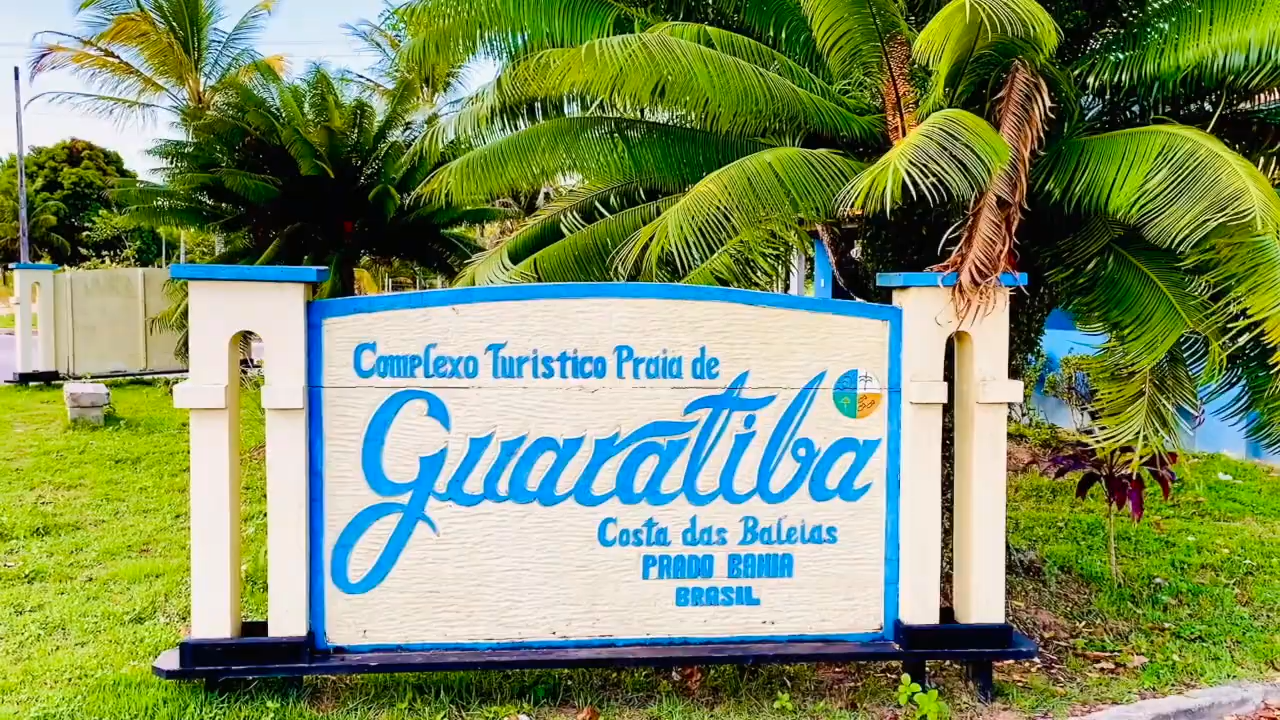 Complexo Turistico Praia de
Guaratiba
Costa das Baleias
PRADO BAHIA
BRASIL